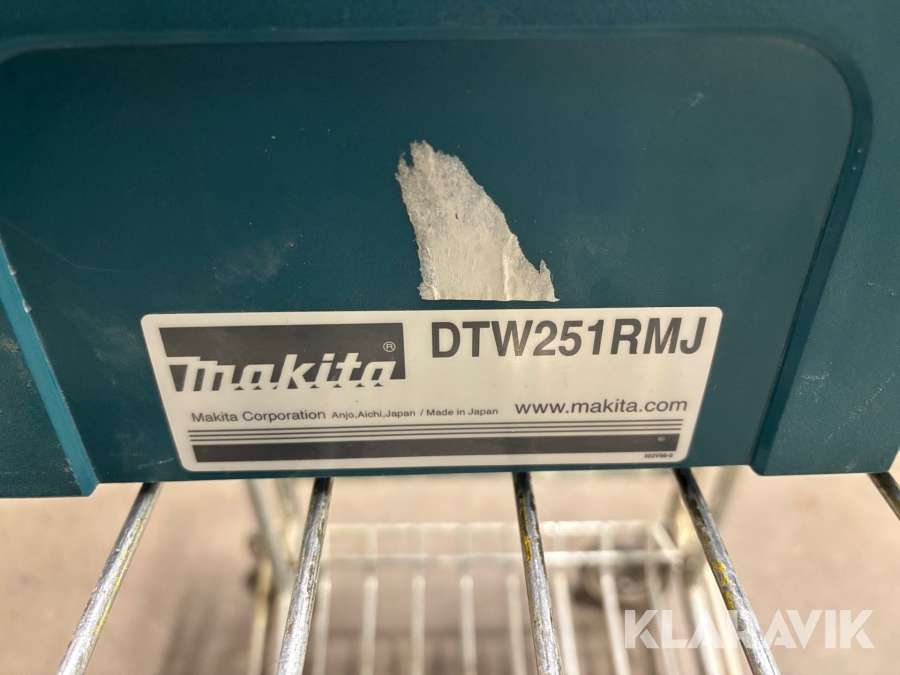 makita®
DTW251RMJ
Makita Corporation Anjo,Aichi,Japan / Made in Japan
www.makita.com
KLARAVIK